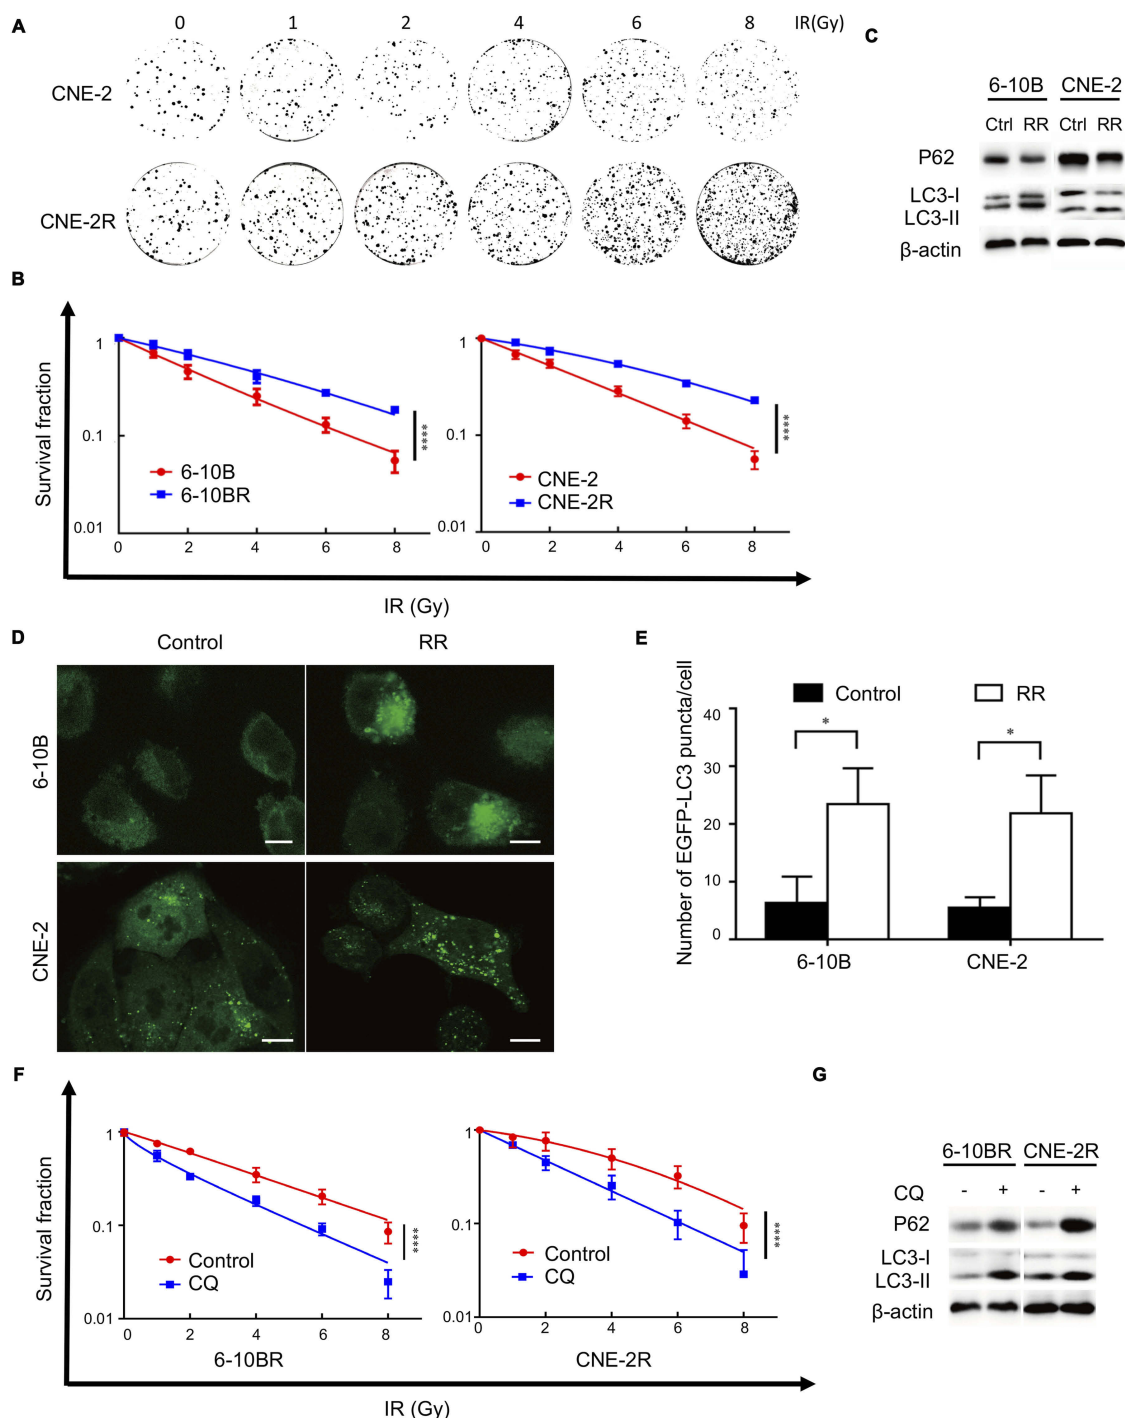 A
0 1 2 4 6 8 IR(Gy)
CNE-2
CNE-2R
B
Survival fraction
1
0.1
0.01
0 2 4 6 8
6-10B
6-10BR
****
1
0.1
0.01
0 2 4 6 8
CNE-2
CNE-2R
****
IR (Gy)
C
6-10B CNE-2
Ctrl RR Ctrl RR
P62
LC3-I
LC3-II
β-actin
D
Control RR
6-10B
CNE-2
E
Control RR
Number of EGFP-LC3 puncta/cell
40
30
20
10
0
* *
6-10B CNE-2
F
Survival fraction
1
0.1
0.01
0 2 4 6 8
Control
CQ
****
6-10BR
1
0.1
0.01
0 2 4 6 8
Control
CQ
****
CNE-2R
IR (Gy)
G
6-10BR CNE-2R
CQ - + - +
P62
LC3-I
LC3-II
β-actin